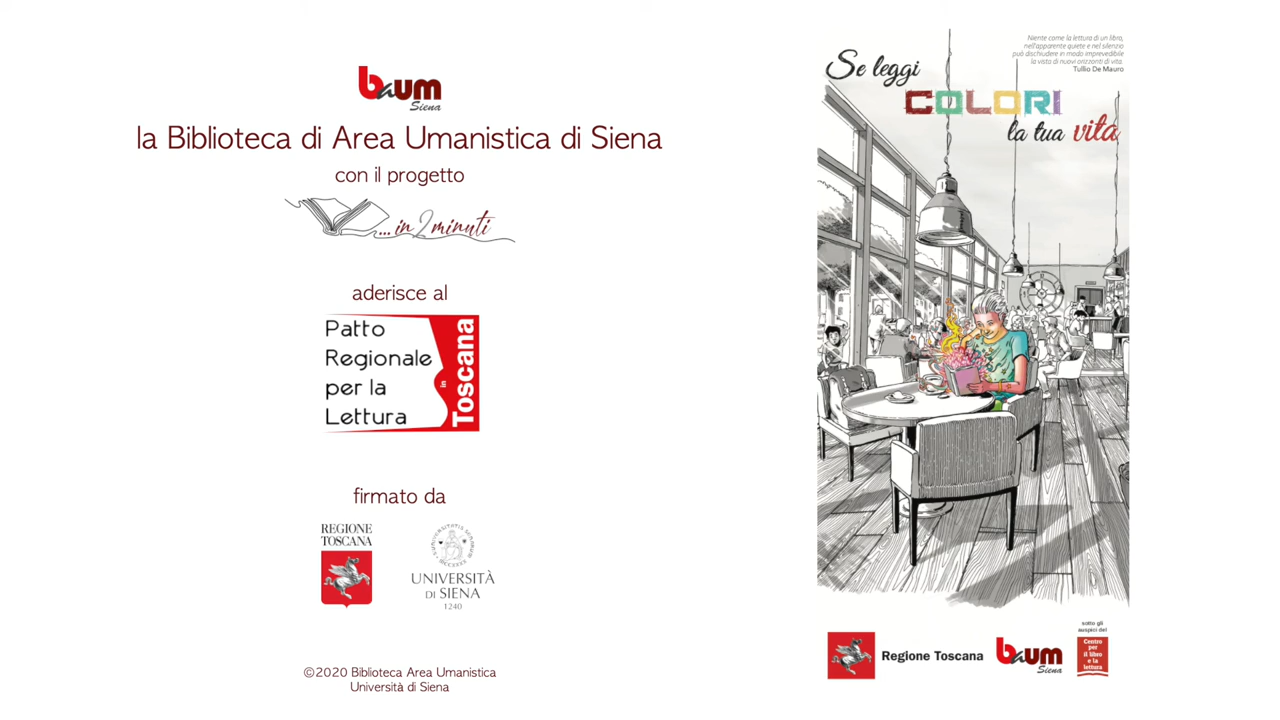 baum
Siena
la Biblioteca di Area Umanistica di Siena
con il progetto
...in 2 minuti
aderisce al
Patto
Regionale
per la
Lettura
in
Toscana
firmato da
REGIONE
TOSCANA
UNIVERSITÀ
DI SIENA
1240
©2020 Biblioteca Area Umanistica
Università di Siena
Niente come la lettura di un libro,
nell'apparente quiete e nel silenzio
può dischiudere in modo imprevedibile
la vista di nuovi orizzonti di vita.
Tullio De Mauro
Se leggi
COLORI
la tua vita
Regione Toscana
baum
Siena
sotto gli
auspici del
Centro
per
il libro
e la
lettura